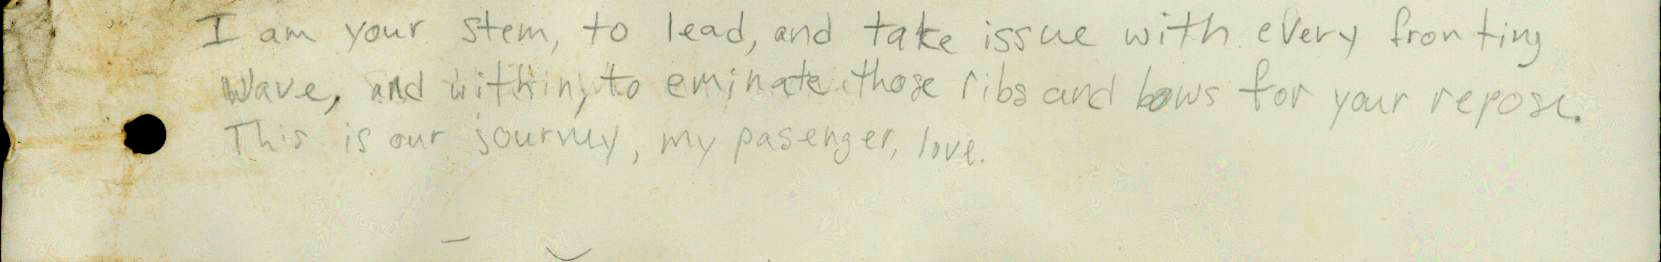 I am your stem, to lead, and take issue with every fronting
wave, and within, to eminate those ribs and bows for your repose.
This is our journey, my pasenger, love.